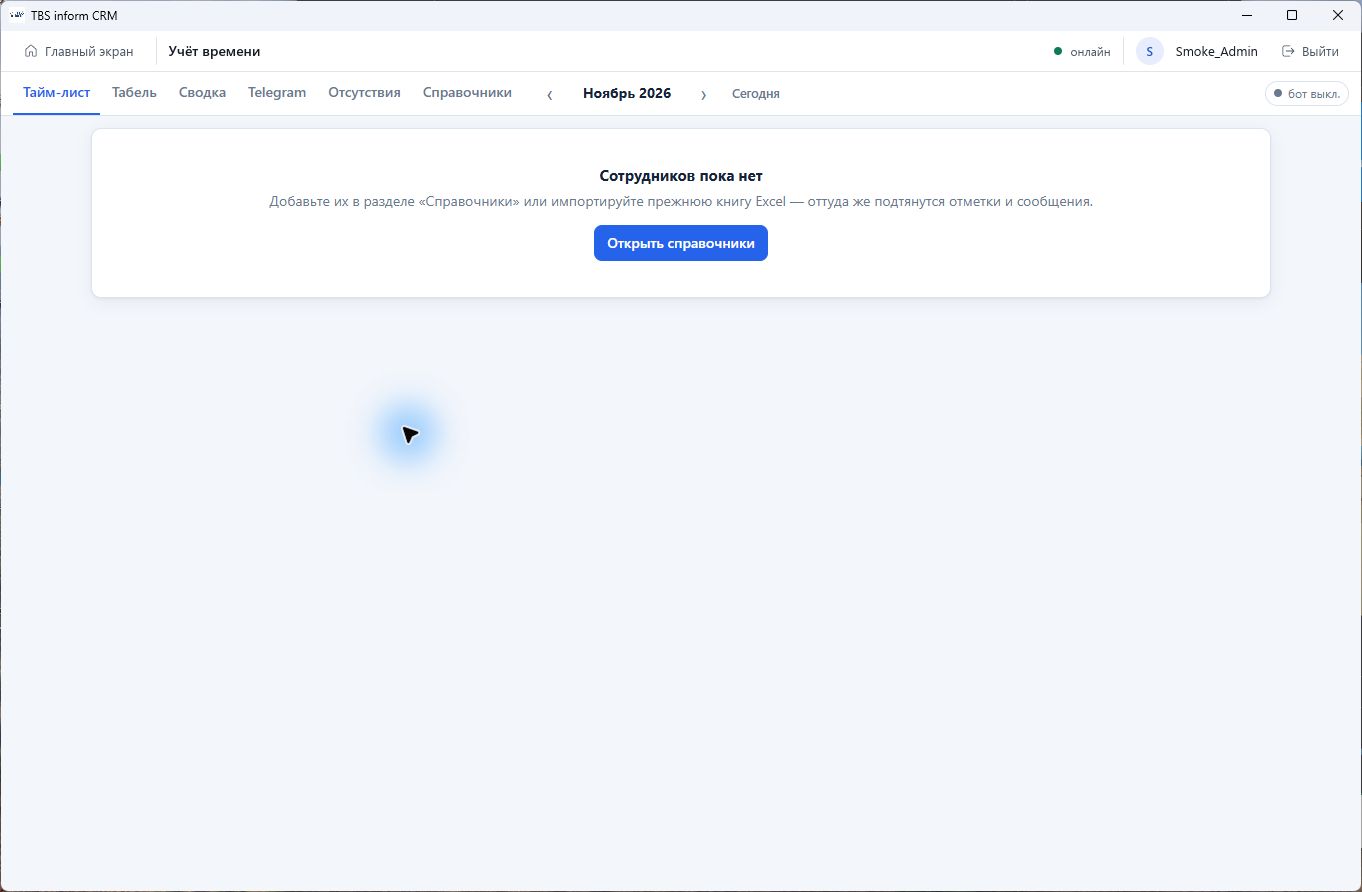 TBS inform CRM
Главный экран Учёт времени онлайн S Smoke_Admin Выйти
Тайм-лист Табель Сводка Telegram Отсутствия Справочники ‹ Ноябрь 2026 › Сегодня бот выкл.
Сотрудников пока нет
Добавьте их в разделе «Справочники» или импортируйте прежнюю книгу Excel — оттуда же подтянутся отметки и сообщения.
Открыть справочники